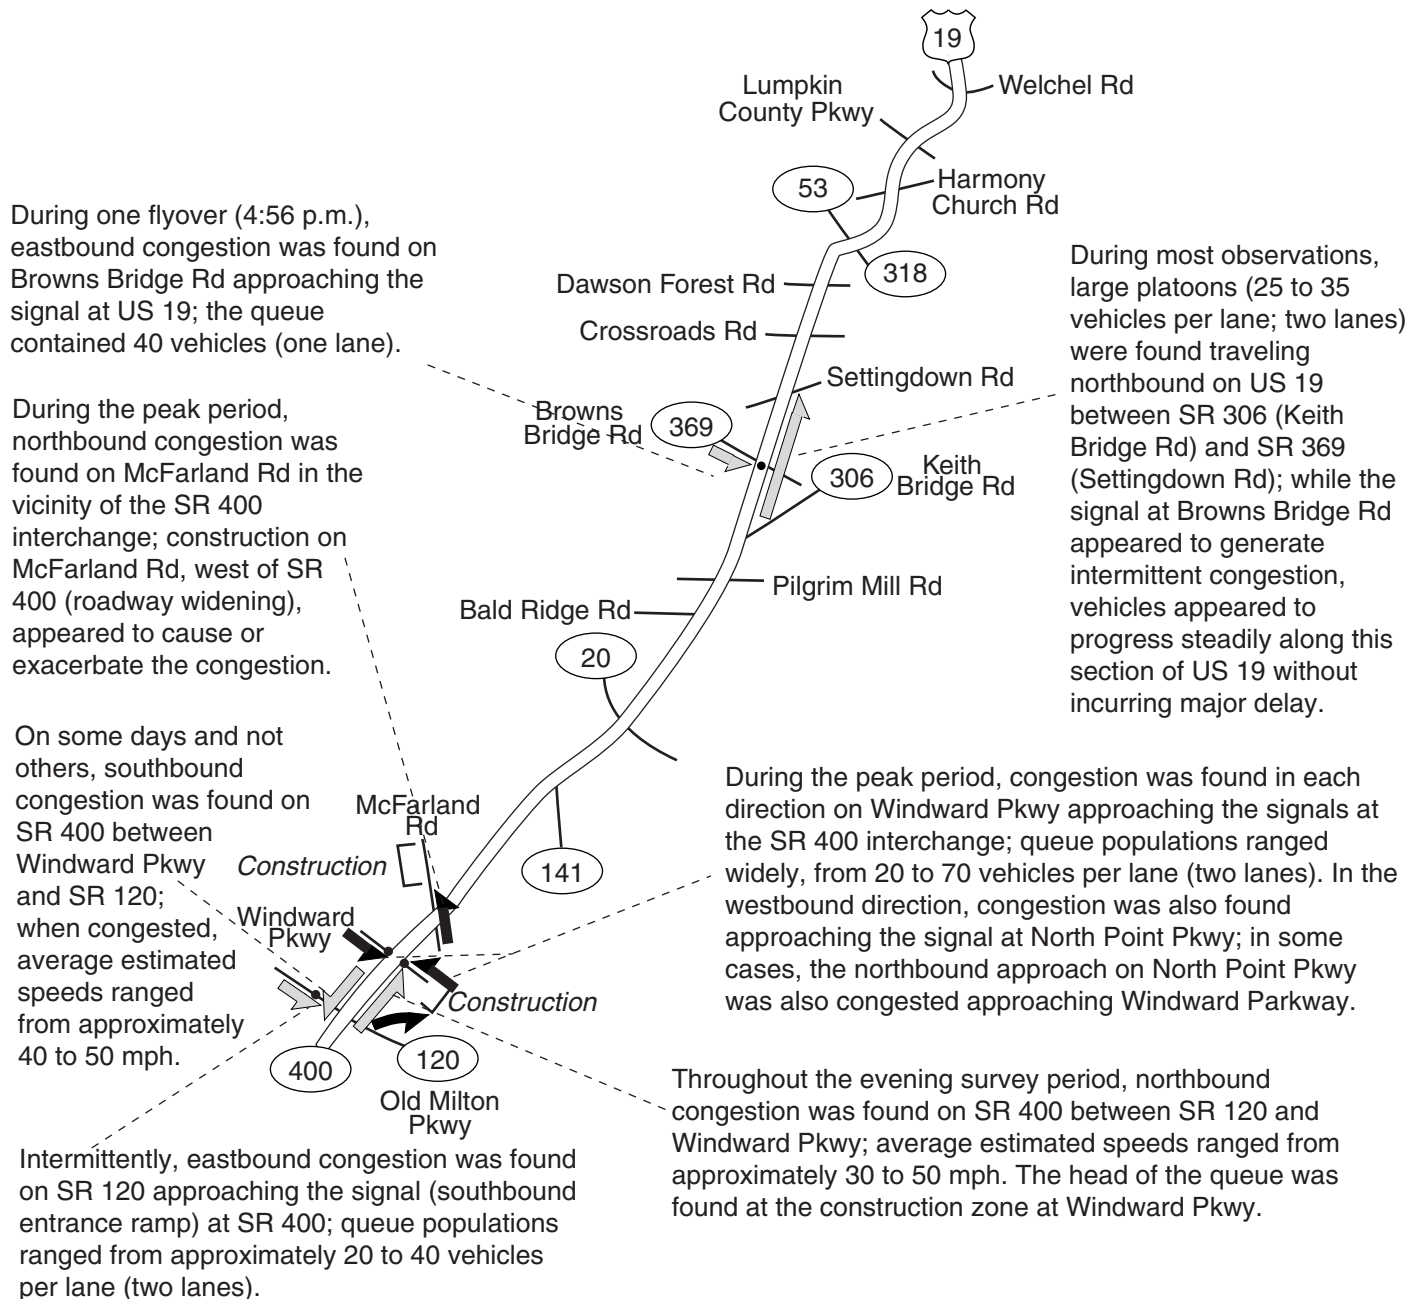 19
Welchel Rd
Lumpkin
County Pkwy
53
Harmony
Church Rd
318
Dawson Forest Rd
Crossroads Rd
Settingdown Rd
Browns
Bridge Rd
369
306
Keith
Bridge Rd
Pilgrim Mill Rd
Bald Ridge Rd
20
141
McFarland
Rd
Construction
Windward
Pkwy
Construction
400
120
Old Milton
Pkwy
During one flyover (4:56 p.m.),
eastbound congestion was found on
Browns Bridge Rd approaching the
signal at US 19; the queue
contained 40 vehicles (one lane).
During the peak period,
northbound congestion was
found on McFarland Rd in the
vicinity of the SR 400
interchange; construction on
McFarland Rd, west of SR
400 (roadway widening),
appeared to cause or
exacerbate the congestion.
On some days and not
others, southbound
congestion was found on
SR 400 between
Windward Pkwy
and SR 120;
when congested,
average estimated
speeds ranged
from approximately
40 to 50 mph.
Intermittently, eastbound congestion was found
on SR 120 approaching the signal (southbound
entrance ramp) at SR 400; queue populations
ranged from approximately 20 to 40 vehicles
per lane (two lanes).
During most observations,
large platoons (25 to 35
vehicles per lane; two lanes)
were found traveling
northbound on US 19
between SR 306 (Keith
Bridge Rd) and SR 369
(Settingdown Rd); while the
signal at Browns Bridge Rd
appeared to generate
intermittent congestion,
vehicles appeared to
progress steadily along this
section of US 19 without
incurring major delay.
During the peak period, congestion was found in each
direction on Windward Pkwy approaching the signals at
the SR 400 interchange; queue populations ranged
widely, from 20 to 70 vehicles per lane (two lanes). In the
westbound direction, congestion was also found
approaching the signal at North Point Pkwy; in some
cases, the northbound approach on North Point Pkwy
was also congested approaching Windward Parkway.
Throughout the evening survey period, northbound
congestion was found on SR 400 between SR 120 and
Windward Pkwy; average estimated speeds ranged from
approximately 30 to 50 mph. The head of the queue was
found at the construction zone at Windward Pkwy.